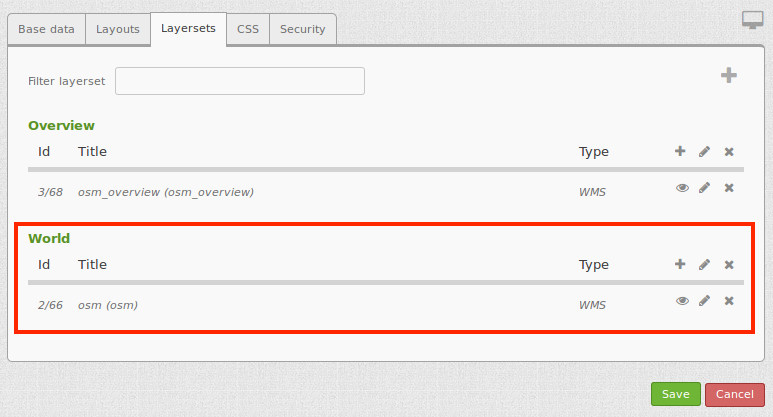 Base data Layouts Layersets CSS Security
Filter layerset
Overview
Id Title Type
3/68 osm_overview (osm_overview) WMS
World
Id Title Type
2/66 osm (osm) WMS
Save Cancel